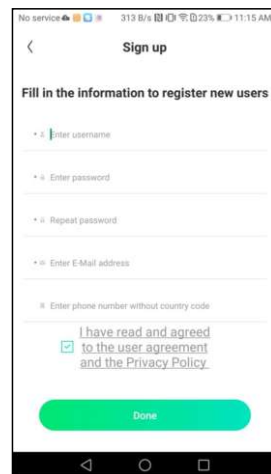 No service 313 B/s 23% 11:15 AM
Sign up
Fill in the information to register new users
* Enter username
* Enter password
* Repeat password
* Enter E-Mail address
Enter phone number without country code
I have read and agreed
to the user agreement
and the Privacy Policy
Done